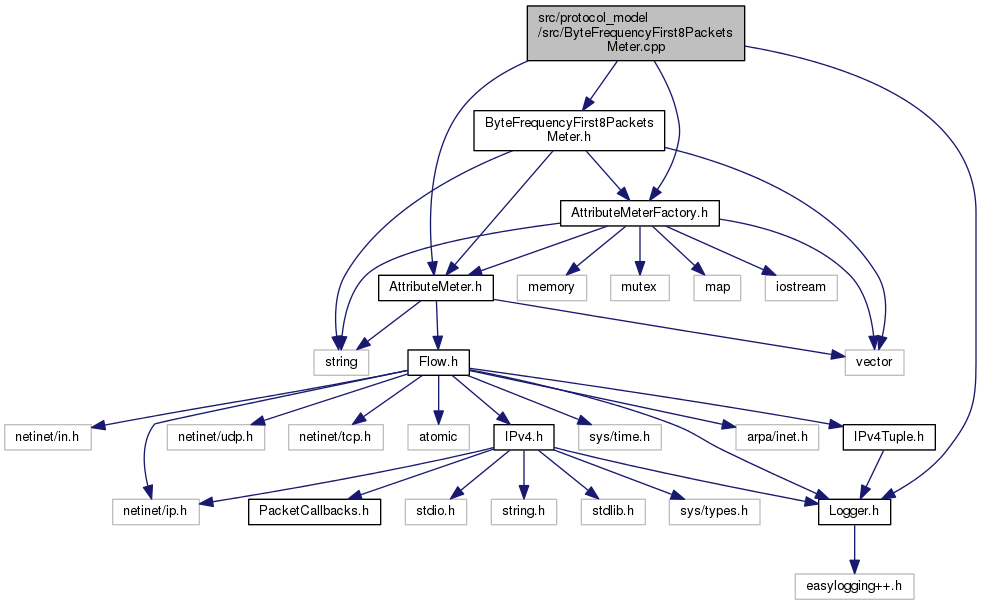 src/protocol_model
/src/ByteFrequencyFirst8Packets
Meter.cpp
ByteFrequencyFirst8Packets
Meter.h
AttributeMeterFactory.h
AttributeMeter.h
memory
mutex
map
iostream
string
Flow.h
vector
netinet/in.h
netinet/udp.h
netinet/tcp.h
atomic
IPv4.h
sys/time.h
arpa/inet.h
IPv4Tuple.h
netinet/ip.h
PacketCallbacks.h
stdio.h
string.h
stdlib.h
sys/types.h
Logger.h
easylogging++.h